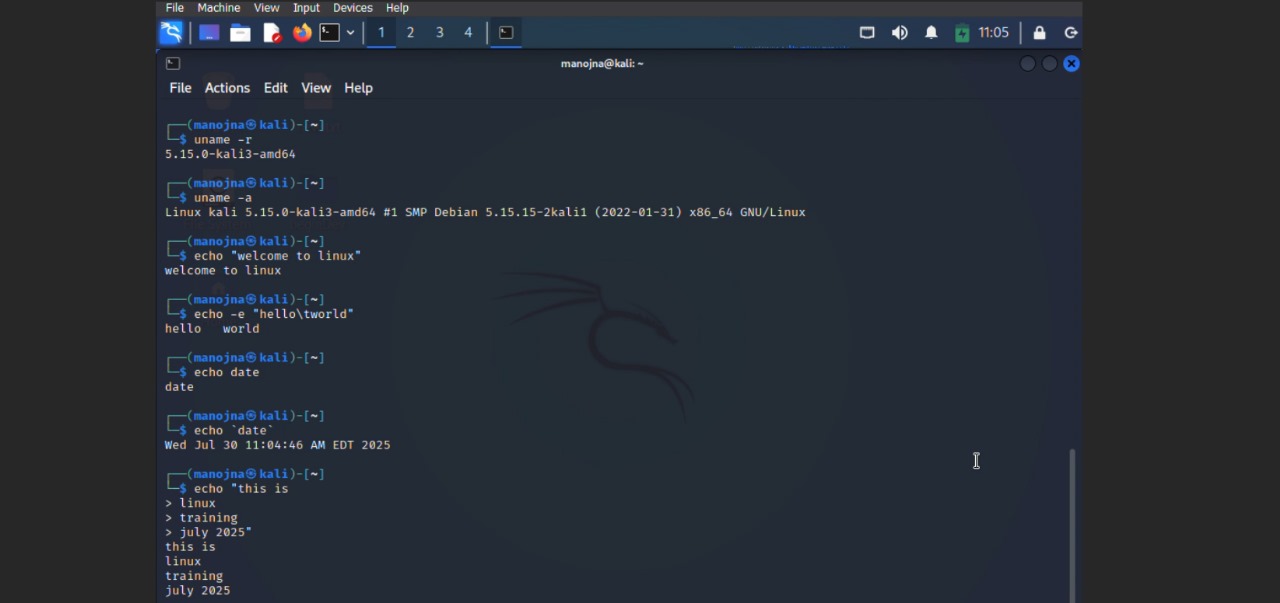 File Machine View Input Devices Help
1 2 3 4 11:05
manojna@kali: ~
File Actions Edit View Help
┌──(manojna㉿kali)-[~]
└─$ uname -r
5.15.0-kali3-amd64
┌──(manojna㉿kali)-[~]
└─$ uname -a
Linux kali 5.15.0-kali3-amd64 #1 SMP Debian 5.15.15-2kali1 (2022-01-31) x86_64 GNU/Linux
┌──(manojna㉿kali)-[~]
└─$ echo "welcome to linux"
welcome to linux
┌──(manojna㉿kali)-[~]
└─$ echo -e "hello\tworld"
hello   world
┌──(manojna㉿kali)-[~]
└─$ echo date
date
┌──(manojna㉿kali)-[~]
└─$ echo `date`
Wed Jul 30 11:04:46 AM EDT 2025
┌──(manojna㉿kali)-[~]
└─$ echo "this is
> linux
> training
> july 2025"
this is
linux
training
july 2025